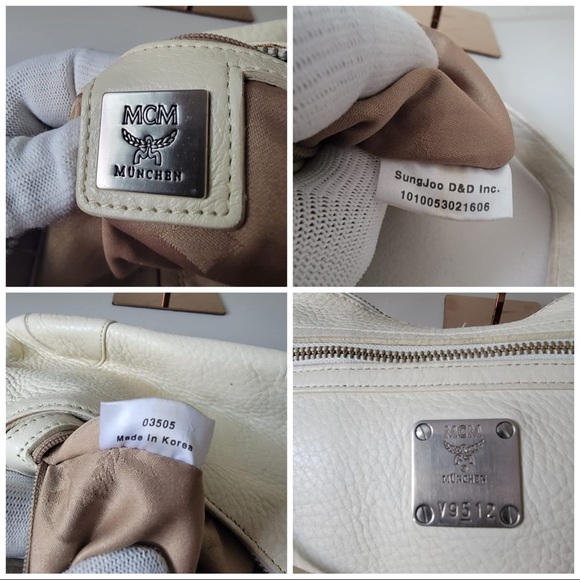 MCM
MÜNCHEN
SungJoo D&D Inc.
1010053021606
03505
Made in Korea
MCM
MÜNCHEN
V9512